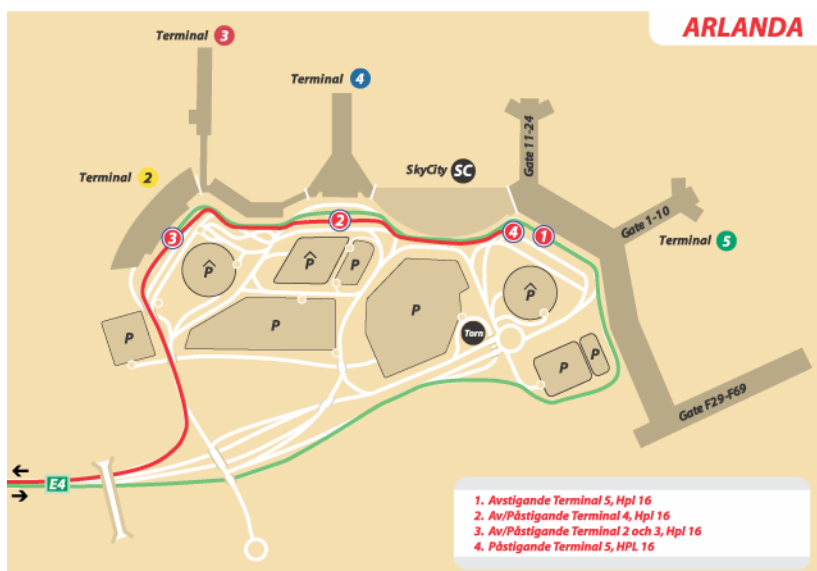 ARLANDA
Terminal 3
Terminal 4
SkyCity SC
Gate 11-24
Terminal 2
Gate 1-10
Terminal 5
3
2
4
1
P
P
P
P
P
P
P
Torn
P
P
Gate F29-F69
E4
1. Avstigande Terminal 5, Hpl 16
2. Av/Påstigande Terminal 4, Hpl 16
3. Av/Påstigande Terminal 2 och 3, Hpl 16
4. Påstigande Terminal 5, HPL 16